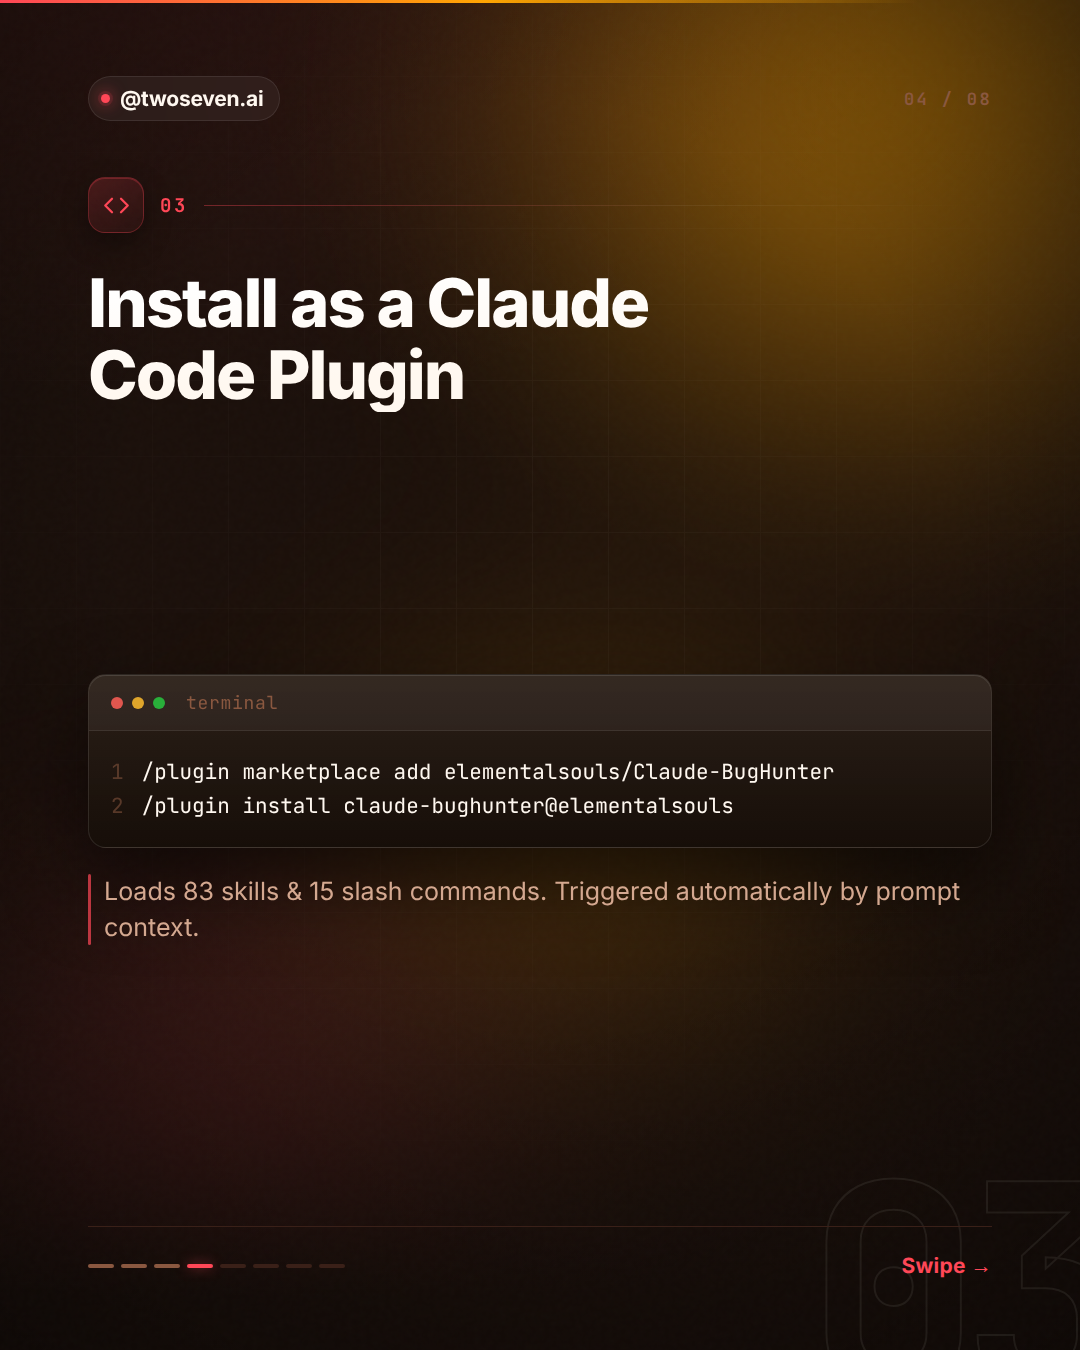 @twoseven.ai
04 / 08
03
Install as a Claude
Code Plugin
terminal
1 /plugin marketplace add elementalsouls/Claude-BugHunter
2 /plugin install claude-bughunter@elementalsouls
Loads 83 skills & 15 slash commands. Triggered automatically by prompt
context.
Swipe →
03